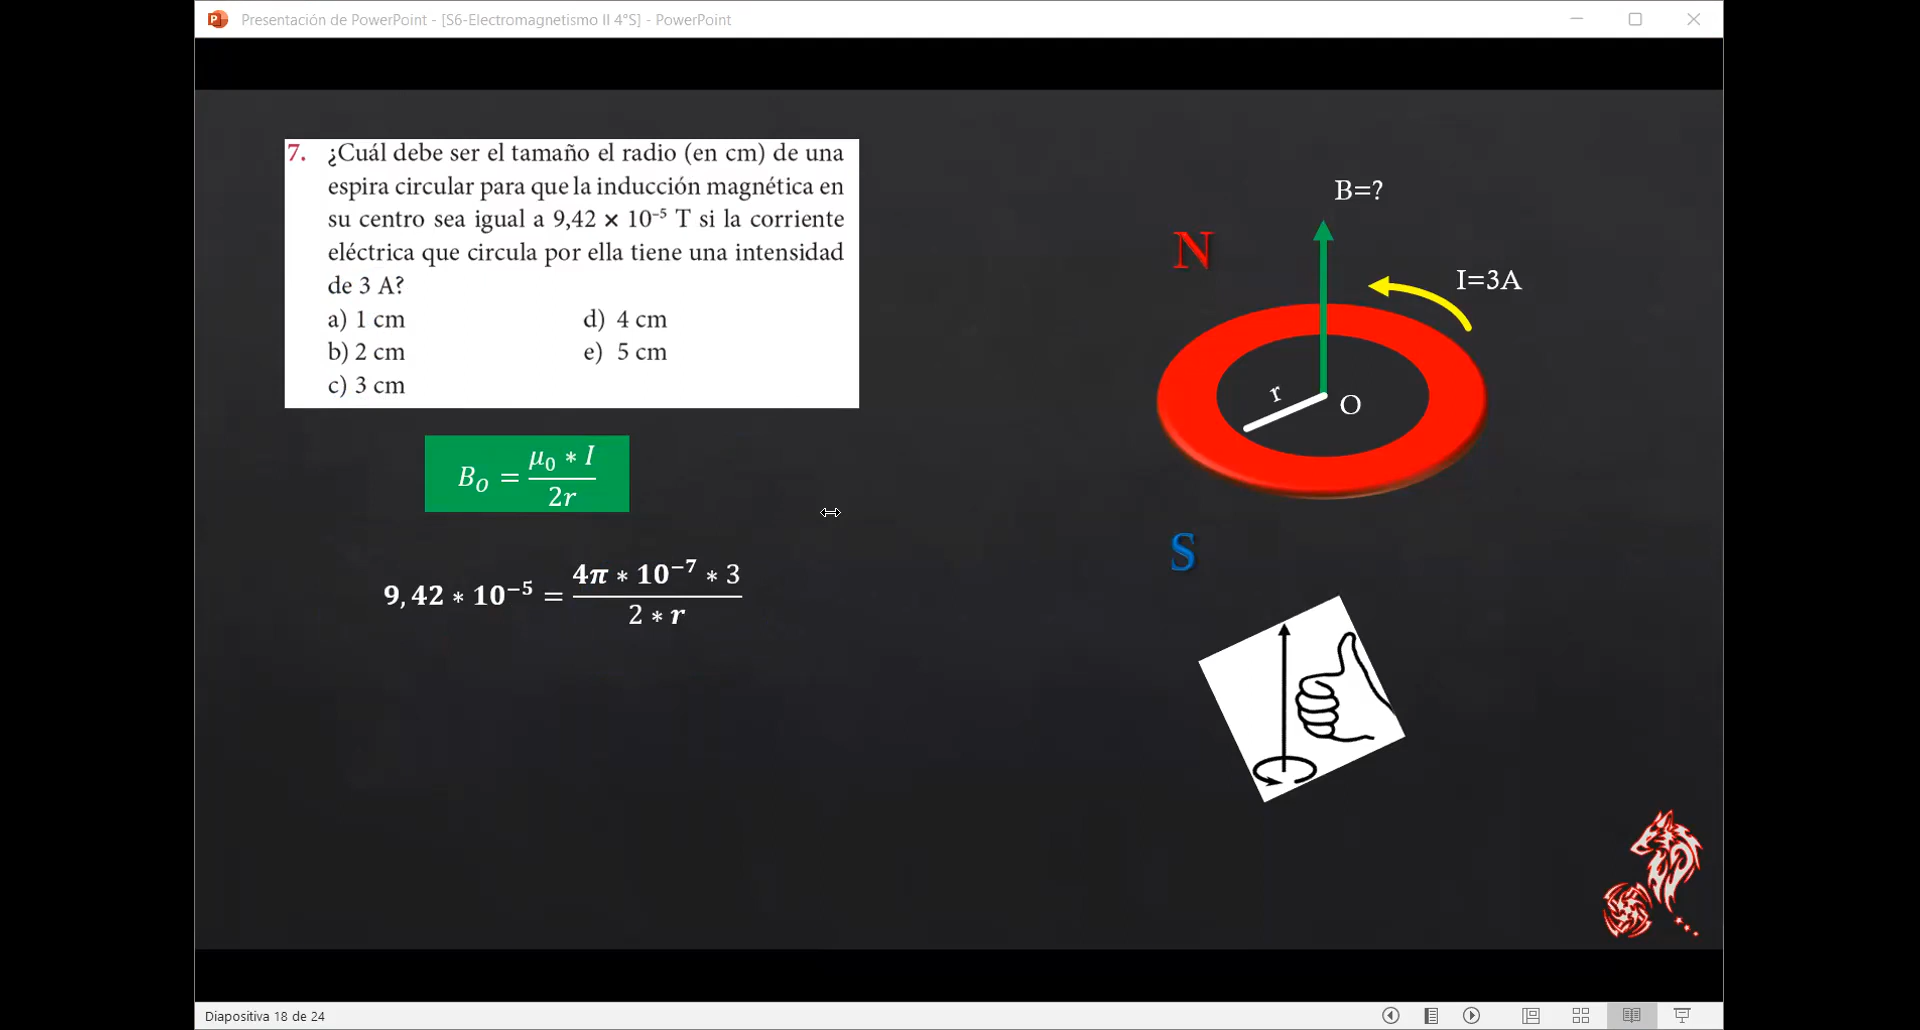 Presentación de PowerPoint - [S6-Electromagnetismo II 4°S] - PowerPoint
7. ¿Cuál debe ser el tamaño el radio (en cm) de una
espira circular para que la inducción magnética en
su centro sea igual a 9,42 × 10⁻⁵ T si la corriente
eléctrica que circula por ella tiene una intensidad
de 3 A?
a) 1 cm d) 4 cm
b) 2 cm e) 5 cm
c) 3 cm
B=?
N
I=3A
r
O
S
B_O = (μ₀ * I)/(2r)
9,42 * 10⁻⁵ = (4π * 10⁻⁷ * 3)/(2 * r)
Diapositiva 18 de 24